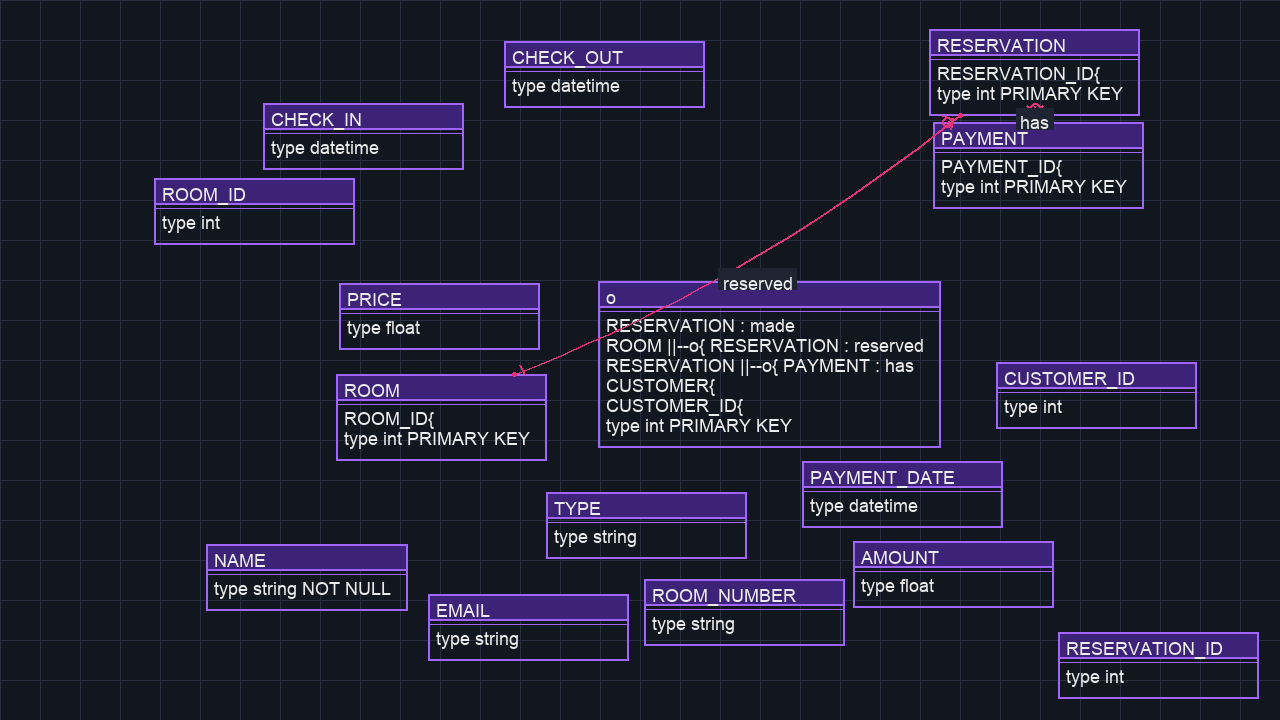 RESERVATION
RESERVATION_ID{
type int PRIMARY KEY
CHECK_OUT
type datetime
CHECK_IN
type datetime
has
PAYMENT
PAYMENT_ID{
type int PRIMARY KEY
ROOM_ID
type int
reserved
PRICE
type float
o
RESERVATION : made
ROOM ||--o{ RESERVATION : reserved
RESERVATION ||--o{ PAYMENT : has
CUSTOMER{
CUSTOMER_ID{
type int PRIMARY KEY
ROOM
ROOM_ID{
type int PRIMARY KEY
CUSTOMER_ID
type int
PAYMENT_DATE
type datetime
TYPE
type string
NAME
type string NOT NULL
AMOUNT
type float
ROOM_NUMBER
type string
EMAIL
type string
RESERVATION_ID
type int